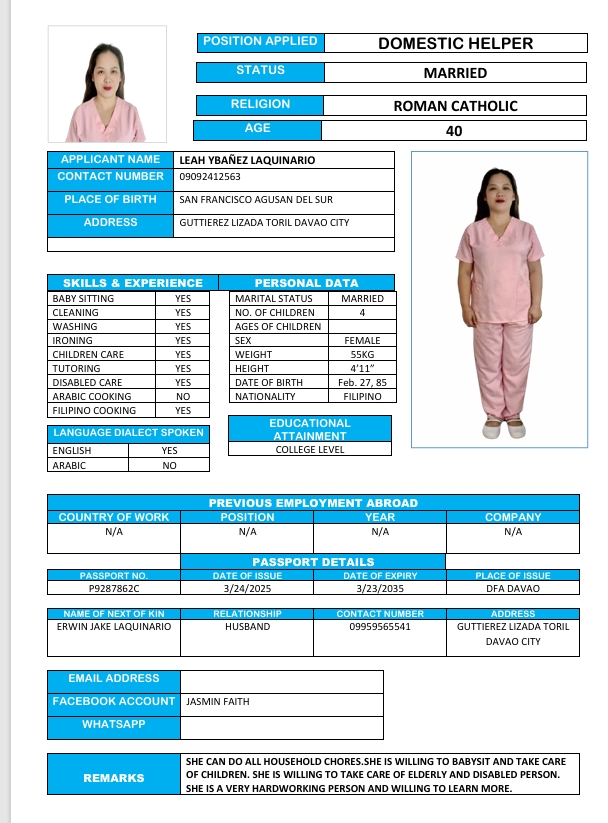 POSITION APPLIED DOMESTIC HELPER
STATUS MARRIED
RELIGION ROMAN CATHOLIC
AGE 40
APPLICANT NAME LEAH YBAÑEZ LAQUINARIO
CONTACT NUMBER 09092412563
PLACE OF BIRTH SAN FRANCISCO AGUSAN DEL SUR
ADDRESS GUTTIEREZ LIZADA TORIL DAVAO CITY
SKILLS & EXPERIENCE PERSONAL DATA
BABY SITTING YES MARITAL STATUS MARRIED
CLEANING YES NO. OF CHILDREN 4
WASHING YES AGES OF CHILDREN
IRONING YES SEX FEMALE
CHILDREN CARE YES WEIGHT 55KG
TUTORING YES HEIGHT 4’11”
DISABLED CARE YES DATE OF BIRTH Feb. 27, 85
ARABIC COOKING NO NATIONALITY FILIPINO
FILIPINO COOKING YES
LANGUAGE DIALECT SPOKEN
ENGLISH YES
ARABIC NO
EDUCATIONAL
ATTAINMENT
COLLEGE LEVEL
PREVIOUS EMPLOYMENT ABROAD
COUNTRY OF WORK POSITION YEAR COMPANY
N/A N/A N/A N/A
PASSPORT DETAILS
PASSPORT NO. DATE OF ISSUE DATE OF EXPIRY PLACE OF ISSUE
P9287862C 3/24/2025 3/23/2035 DFA DAVAO
NAME OF NEXT OF KIN RELATIONSHIP CONTACT NUMBER ADDRESS
ERWIN JAKE LAQUINARIO HUSBAND 09959565541 GUTTIEREZ LIZADA TORIL
DAVAO CITY
EMAIL ADDRESS
FACEBOOK ACCOUNT JASMIN FAITH
WHATSAPP
REMARKS
SHE CAN DO ALL HOUSEHOLD CHORES.SHE IS WILLING TO BABYSIT AND TAKE CARE
OF CHILDREN. SHE IS WILLING TO TAKE CARE OF ELDERLY AND DISABLED PERSON.
SHE IS A VERY HARDWORKING PERSON AND WILLING TO LEARN MORE.